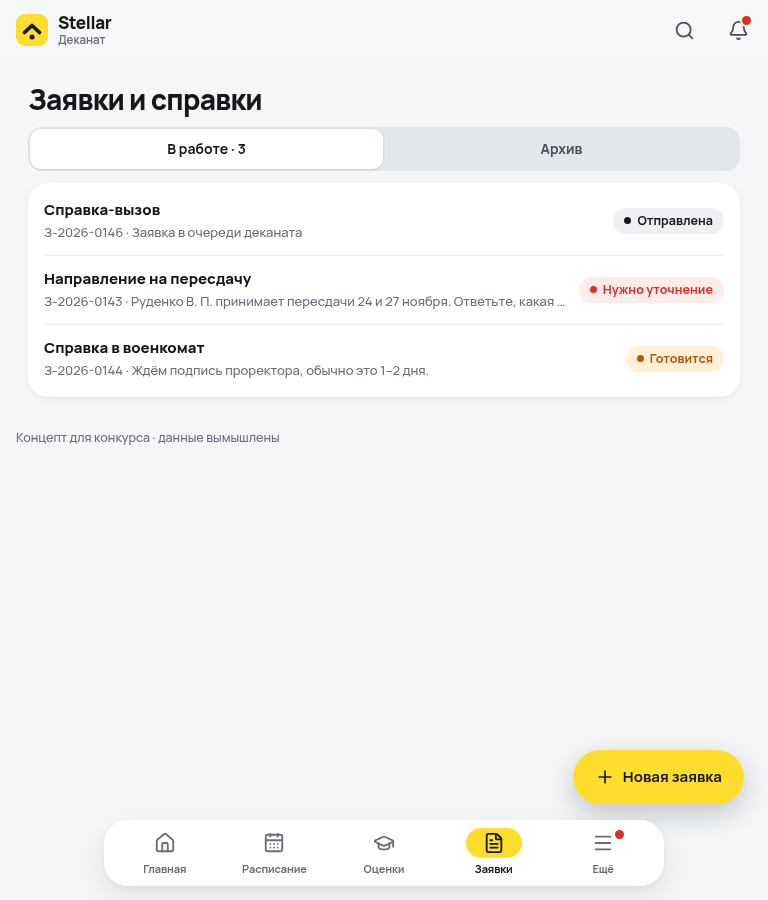 Stellar
Деканат
Заявки и справки
В работе · 3
Архив
Справка-вызов
З-2026-0146 · Заявка в очереди деканата
Отправлена
Направление на пересдачу
З-2026-0143 · Руденко В. П. принимает пересдачи 24 и 27 ноября. Ответьте, какая ...
Нужно уточнение
Справка в военкомат
З-2026-0144 · Ждём подпись проректора, обычно это 1–2 дня.
Готовится
Концепт для конкурса · данные вымышлены
Новая заявка
Главная
Расписание
Оценки
Заявки
Ещё